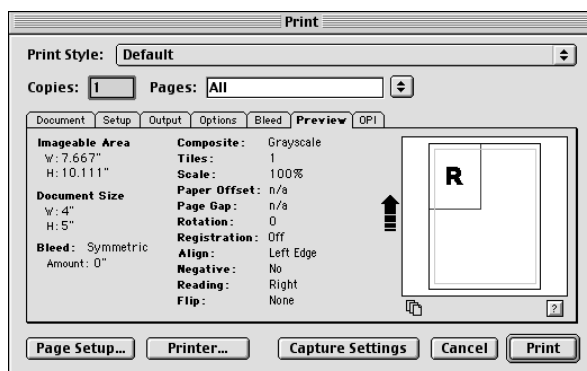 Print
Print Style: Default
Copies: 1 Pages: All
Document Setup Output Options Bleed Preview OPI
Imageable Area
W: 7.667"
H: 10.111"
Document Size
W: 4"
H: 5"
Bleed: Symmetric
Amount: 0"
Composite: Grayscale
Tiles: 1
Scale: 100%
Paper Offset: n/a
Page Gap: n/a
Rotation: 0
Registration: Off
Align: Left Edge
Negative: No
Reading: Right
Flip: None
R
?
Page Setup... Printer... Capture Settings Cancel Print